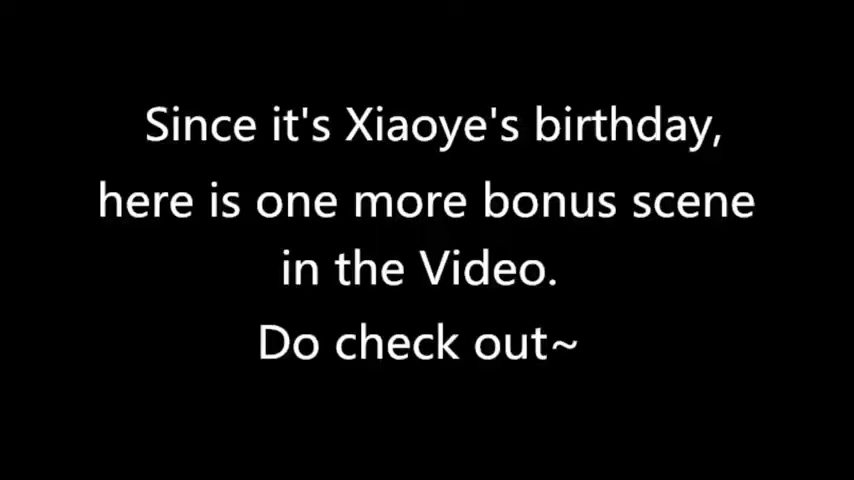 Since it's Xiaoye's birthday,
here is one more bonus scene
in the Video.
Do check out~